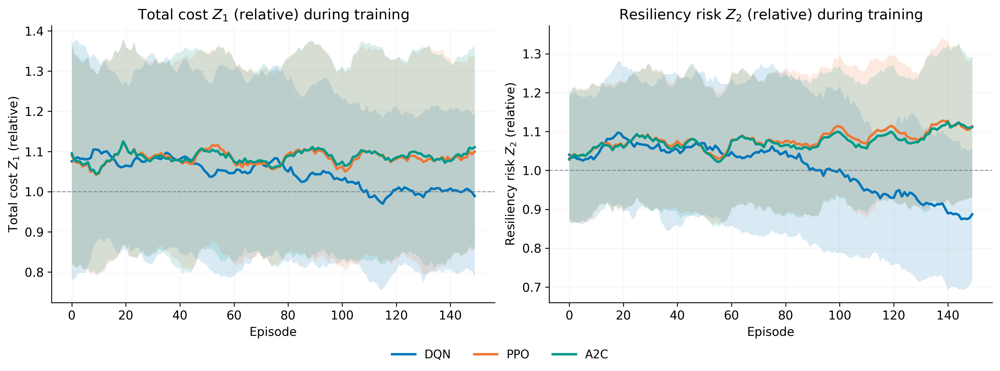 Total cost Z₁ (relative) during training
Total cost Z₁ (relative)
1.4
1.3
1.2
1.1
1.0
0.9
0.8
0 20 40 60 80 100 120 140
Episode
Resiliency risk Z₂ (relative) during training
Resiliency risk Z₂ (relative)
1.3
1.2
1.1
1.0
0.9
0.8
0.7
0 20 40 60 80 100 120 140
Episode
DQN PPO A2C